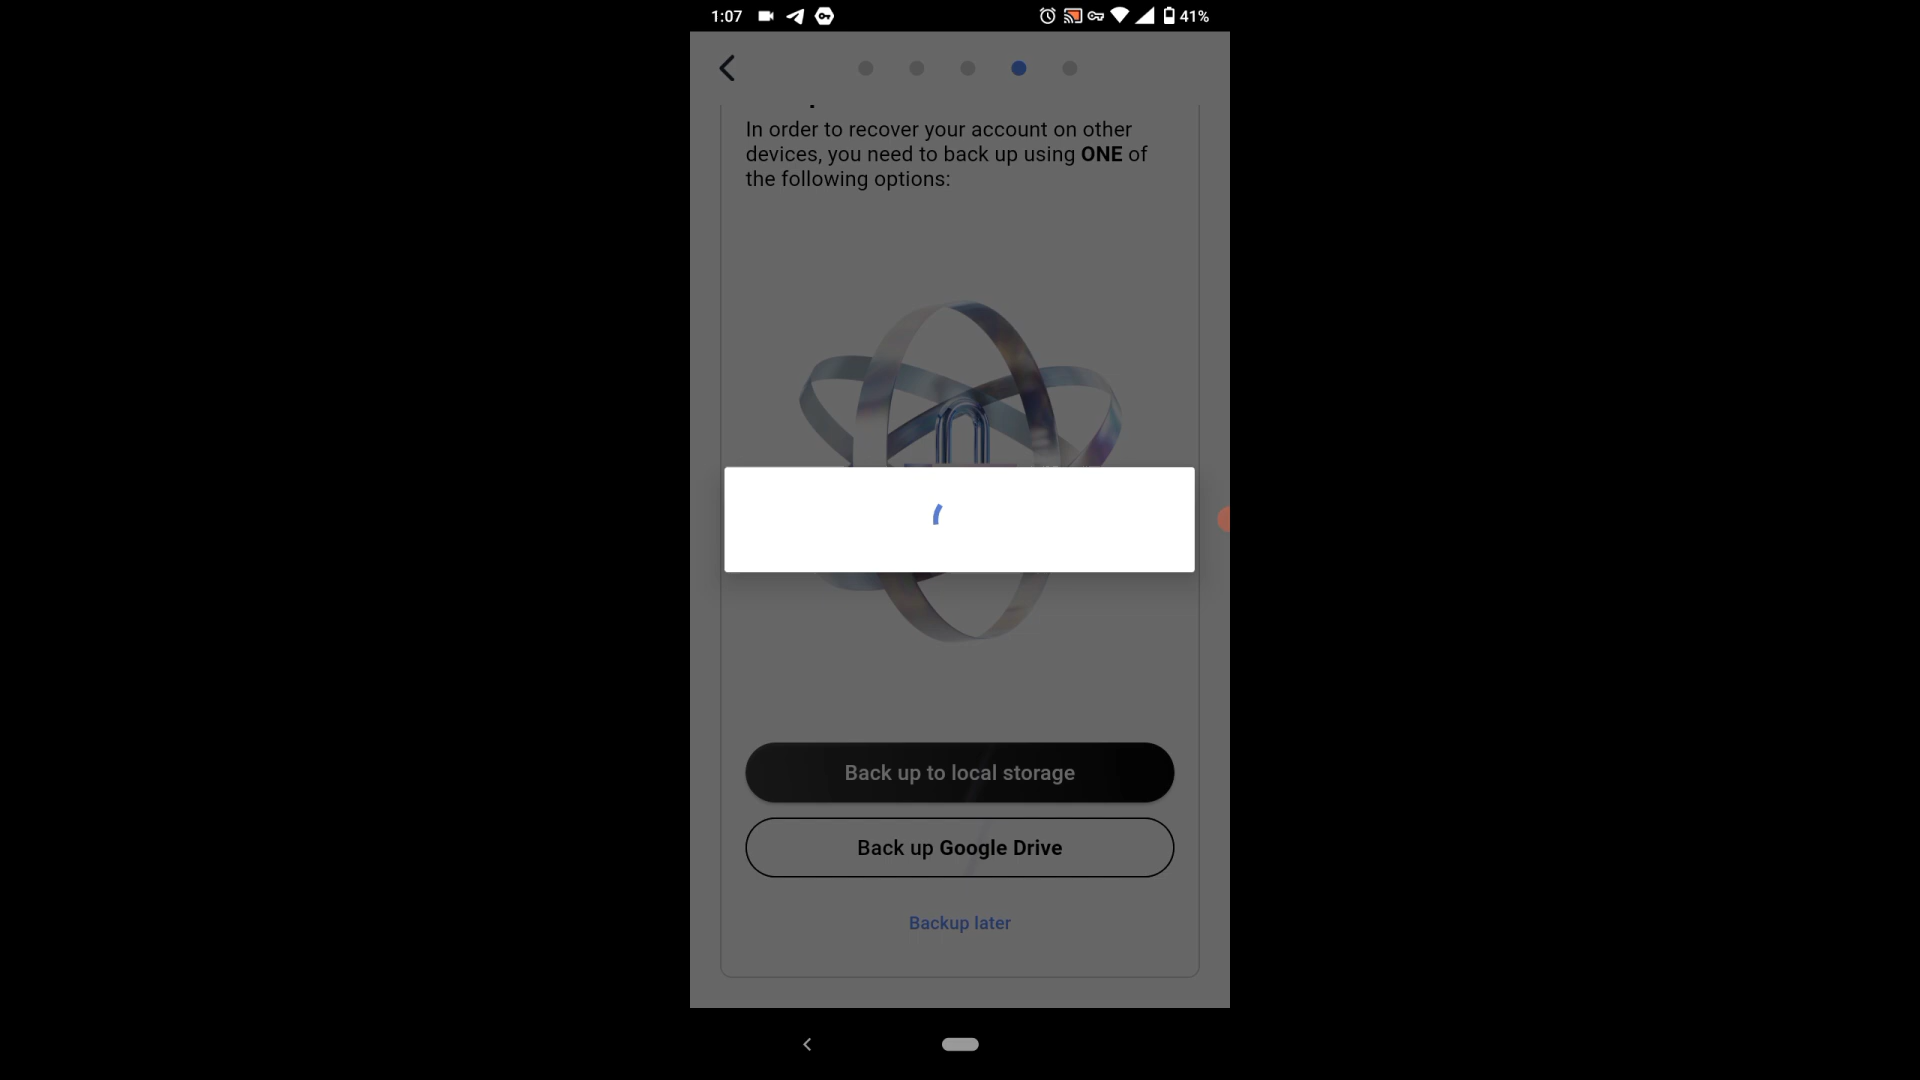 1:07
41%
In order to recover your account on other
devices, you need to back up using ONE of
the following options:
Back up to local storage
Back up Google Drive
Backup later